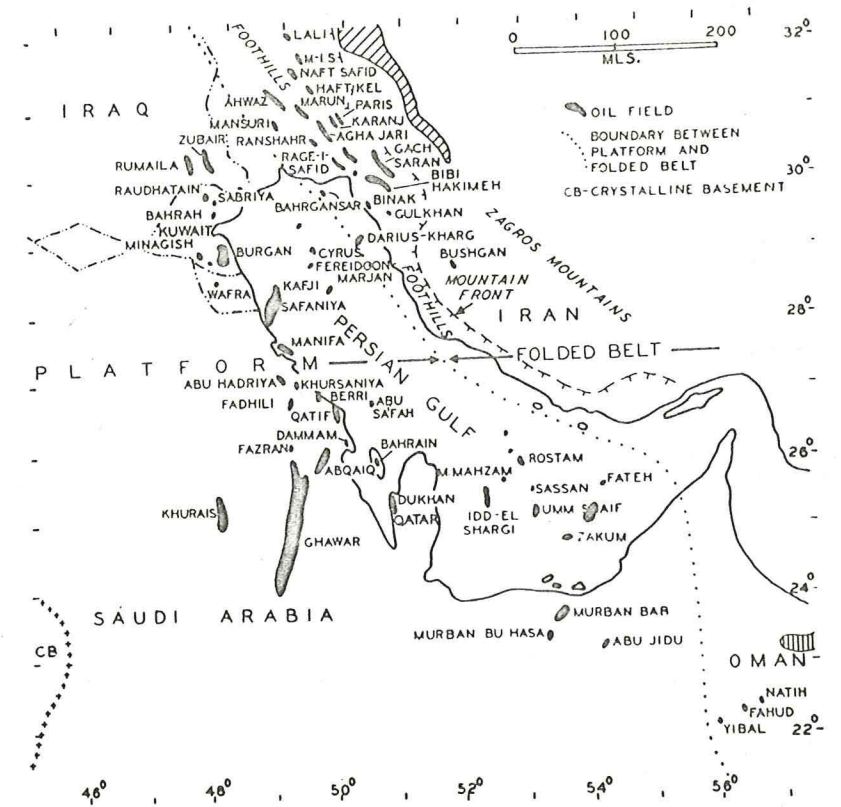 LALI
32°
0 100 200
MLS.
FOOTHILLS
M-I-S
NAFT SAFID
HAFTKEL
AHWAZ
MARUN
PARIS
OIL FIELD
IRAQ
MANSURI
KARANJ
BOUNDARY BETWEEN
PLATFORM AND
FOLDED BELT
ZUBAIR
RANSHAHR
AGHA JARI
GACH
SARAN
RUMAILA
RAGE-I-
SAFID
30°
BIBI
HAKIMEH
CB-CRYSTALLINE BASEMENT
RAUDHATAIN
SABRIYA
BAHRGANSAR
BINAK
GULKHAN
BAHRAH
KUWAIT
MINAGISH
BURGAN
DARIUS-KHARG
CYRUS
BUSHGAN
ZAGROS MOUNTAINS
FEREIDOON
MARJAN
FOOTHILLS
MOUNTAIN
FRONT
WAFRA
KAFJI
SAFANIYA
28°
IRAN
PERSIAN GULF
MANIFA
PLATFORM
FOLDED BELT
ABU HADRIYA
KHURSANIYA
BERRI
FADHILI
ABU
SA'FAH
QATIF
DAMMAM
FAZRAN
BAHRAIN
26°
ABQAIQ
M.MAHZAM
ROSTAM
SASSAN
FATEH
KHURAIS
DUKHAN
QATAR
IDD-EL
SHARGI
UMM SHAIF
GHAWAR
ZAKUM
24°
SAUDI ARABIA
MURBAN BAB
MURBAN BU HASA
ABU JIDU
CB
OMAN
NATIH
FAHUD
YIBAL
22°
46° 48° 50° 52° 54° 56°